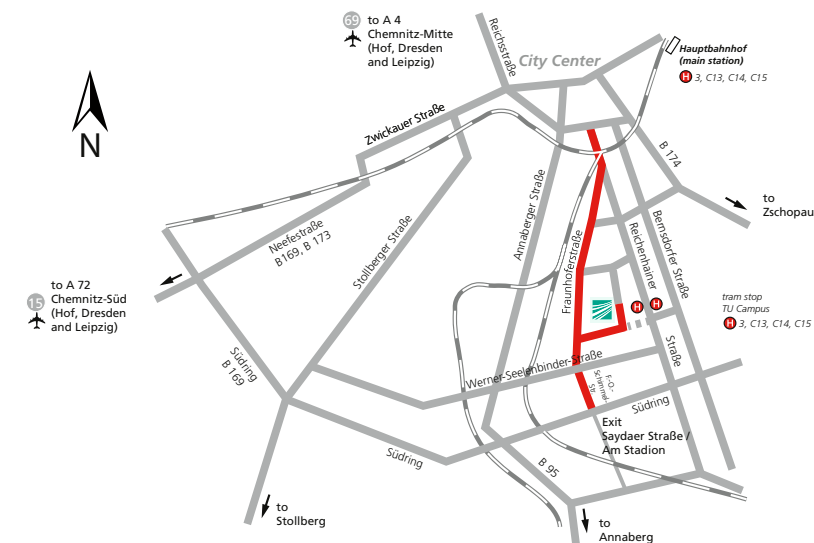 69
to A 4
Chemnitz-Mitte
(Hof, Dresden
and Leipzig)
Reichsstraße
City Center
Hauptbahnhof
(main station)
H 3, C13, C14, C15
N
Zwickauer Straße
B 174
to
Zschopau
Annaberger Straße
Neefestraße
B169, B 173
Stollberger Straße
Fraunhoferstraße
Reichenhainer
Straße
Bernsdorfer Straße
15
to A 72
Chemnitz-Süd
(Hof, Dresden
and Leipzig)
H
H
tram stop
TU Campus
H 3, C13, C14, C15
Südring
B 169
Werner-Seelenbinder-Straße
F.-O.-
Schimmel-
Str.
Südring
Exit
Saydaer Straße /
Am Stadion
Südring
B 95
to
Stollberg
to
Annaberg